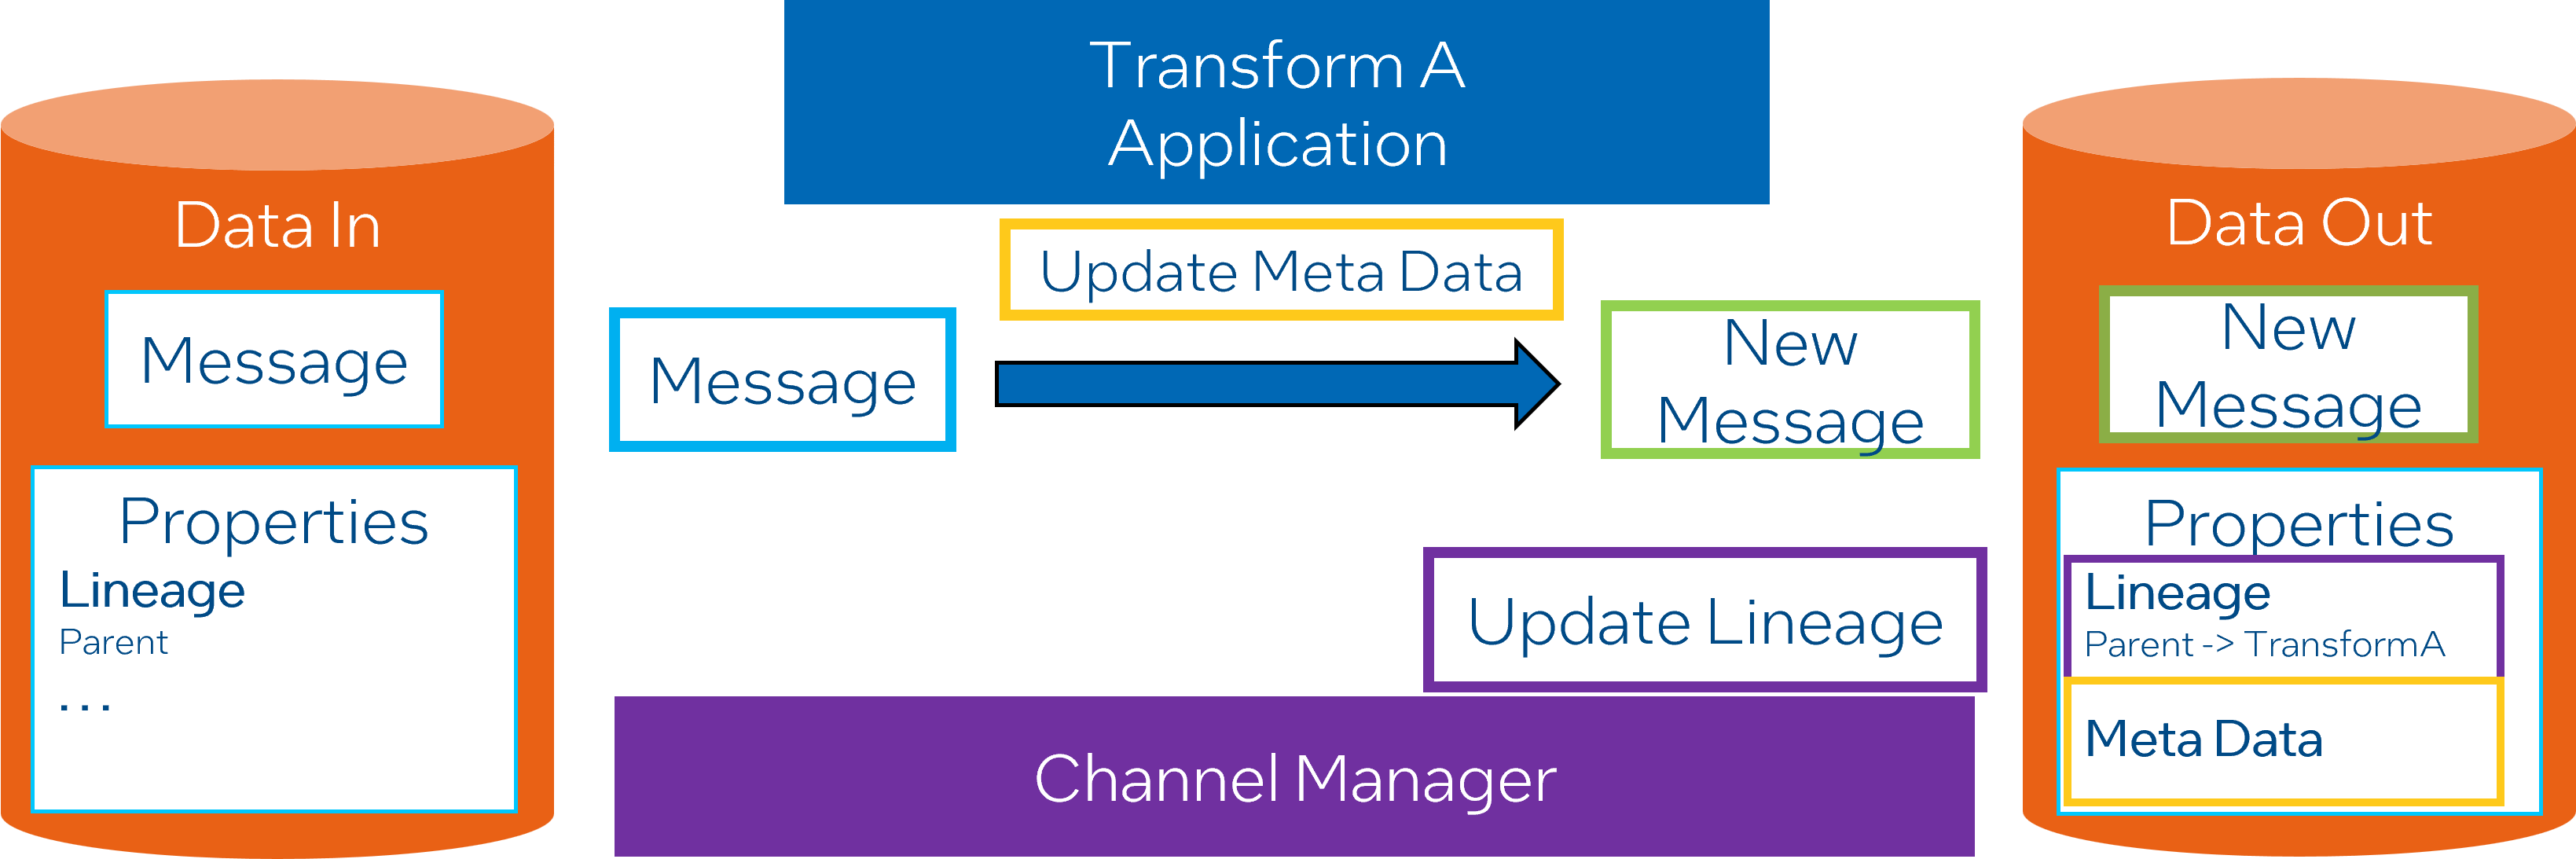 Data In
Message
Properties
Lineage
Parent
...
Transform A
Application
Update Meta Data
Message
New
Message
Update Lineage
Channel Manager
Data Out
New
Message
Properties
Lineage
Parent -> TransformA
Meta Data